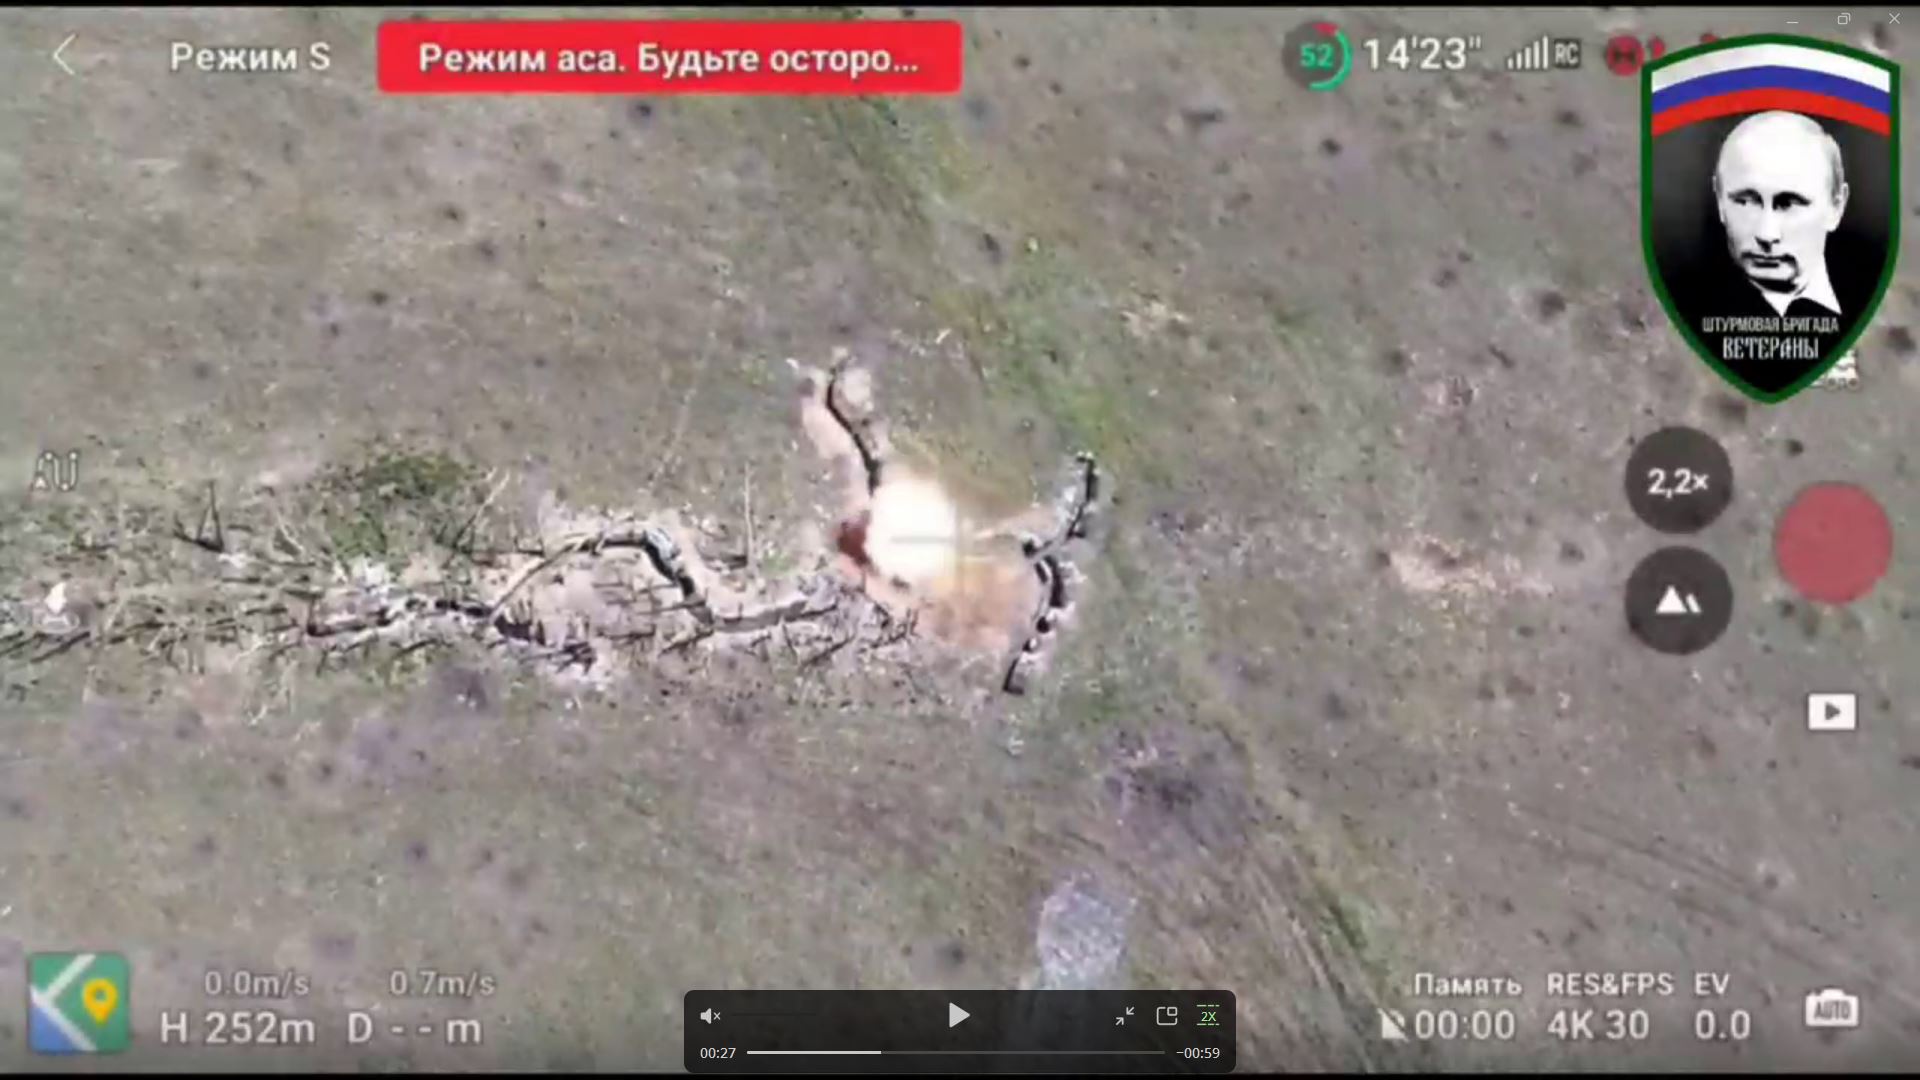 Режим S
Режим аса. Будьте осторо...
52
14'23"
RC
ШТУРМОВАЯ БРИГАДА
ВЕТЕРАНЫ
2,2×
0.0m/s
0.7m/s
H 252m D - - m
Память RES&FPS EV
00:00 4K 30 0.0
AUTO
2X
00:27
−00:59